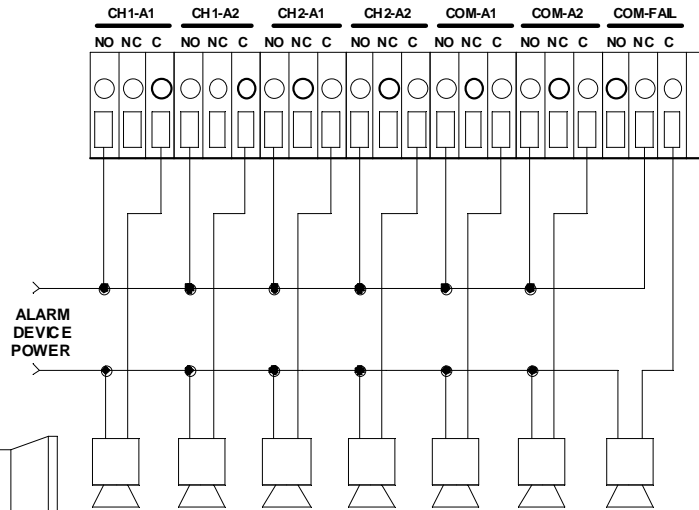 CH1-A1 CH1-A2 CH2-A1 CH2-A2 COM-A1 COM-A2 COM-FAIL
NO NC C NO NC C NO NC C NO NC C NO NC C NO NC C NO NC C
ALARM
DEVICE
POWER